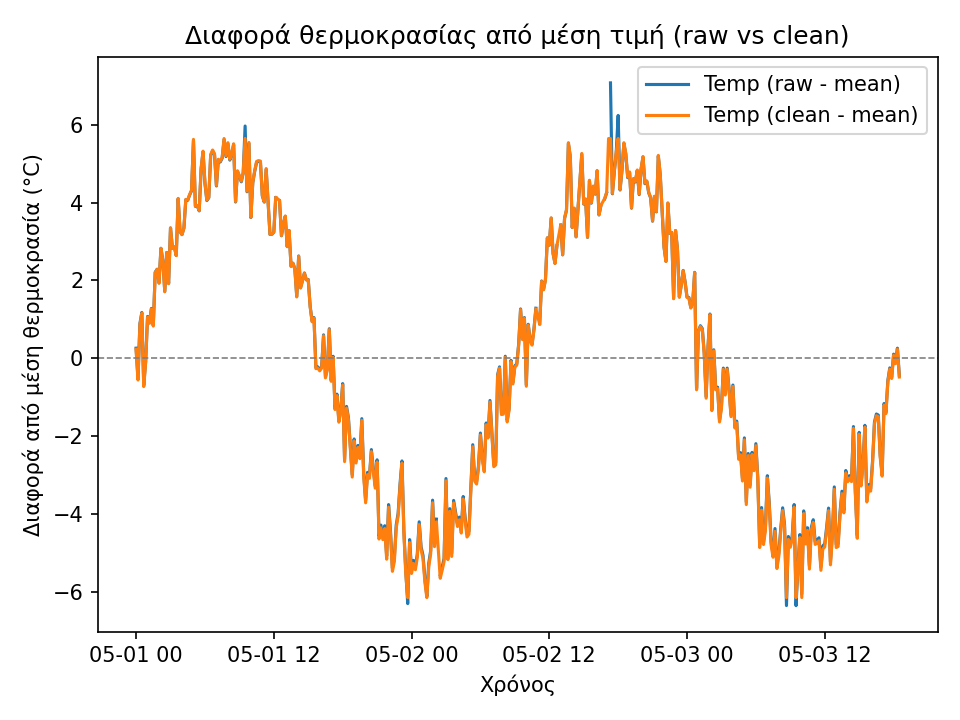 Διαφορά θερμοκρασίας από μέση τιμή (raw vs clean)
Temp (raw - mean)
Temp (clean - mean)
Διαφορά από μέση θερμοκρασία (°C)
6
4
2
0
−2
−4
−6
05-01 00 05-01 12 05-02 00 05-02 12 05-03 00 05-03 12
Χρόνος